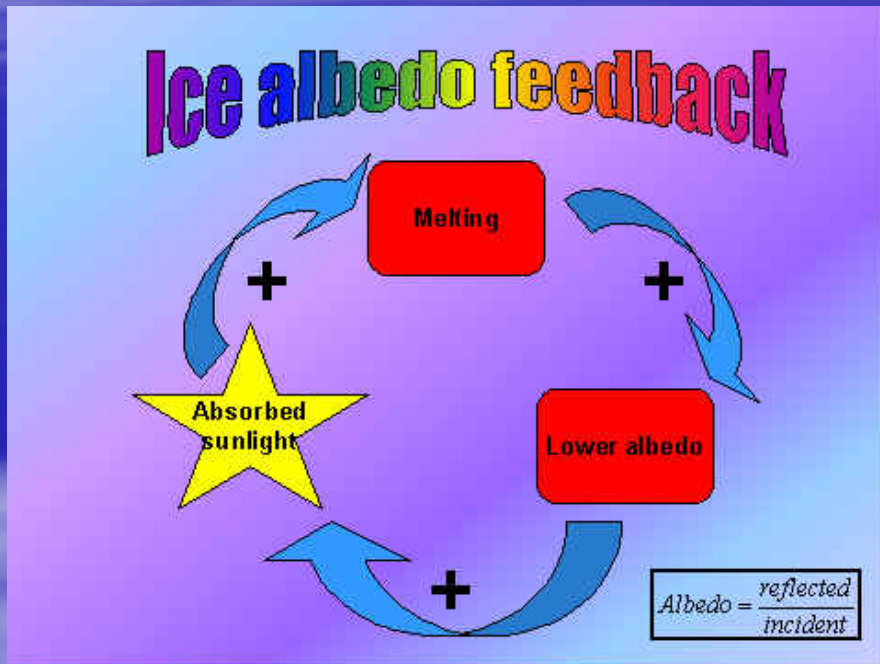 Ice albedo feedback
Melting
+
+
Absorbed
sunlight
Lower albedo
+
Albedo = reflected / incident